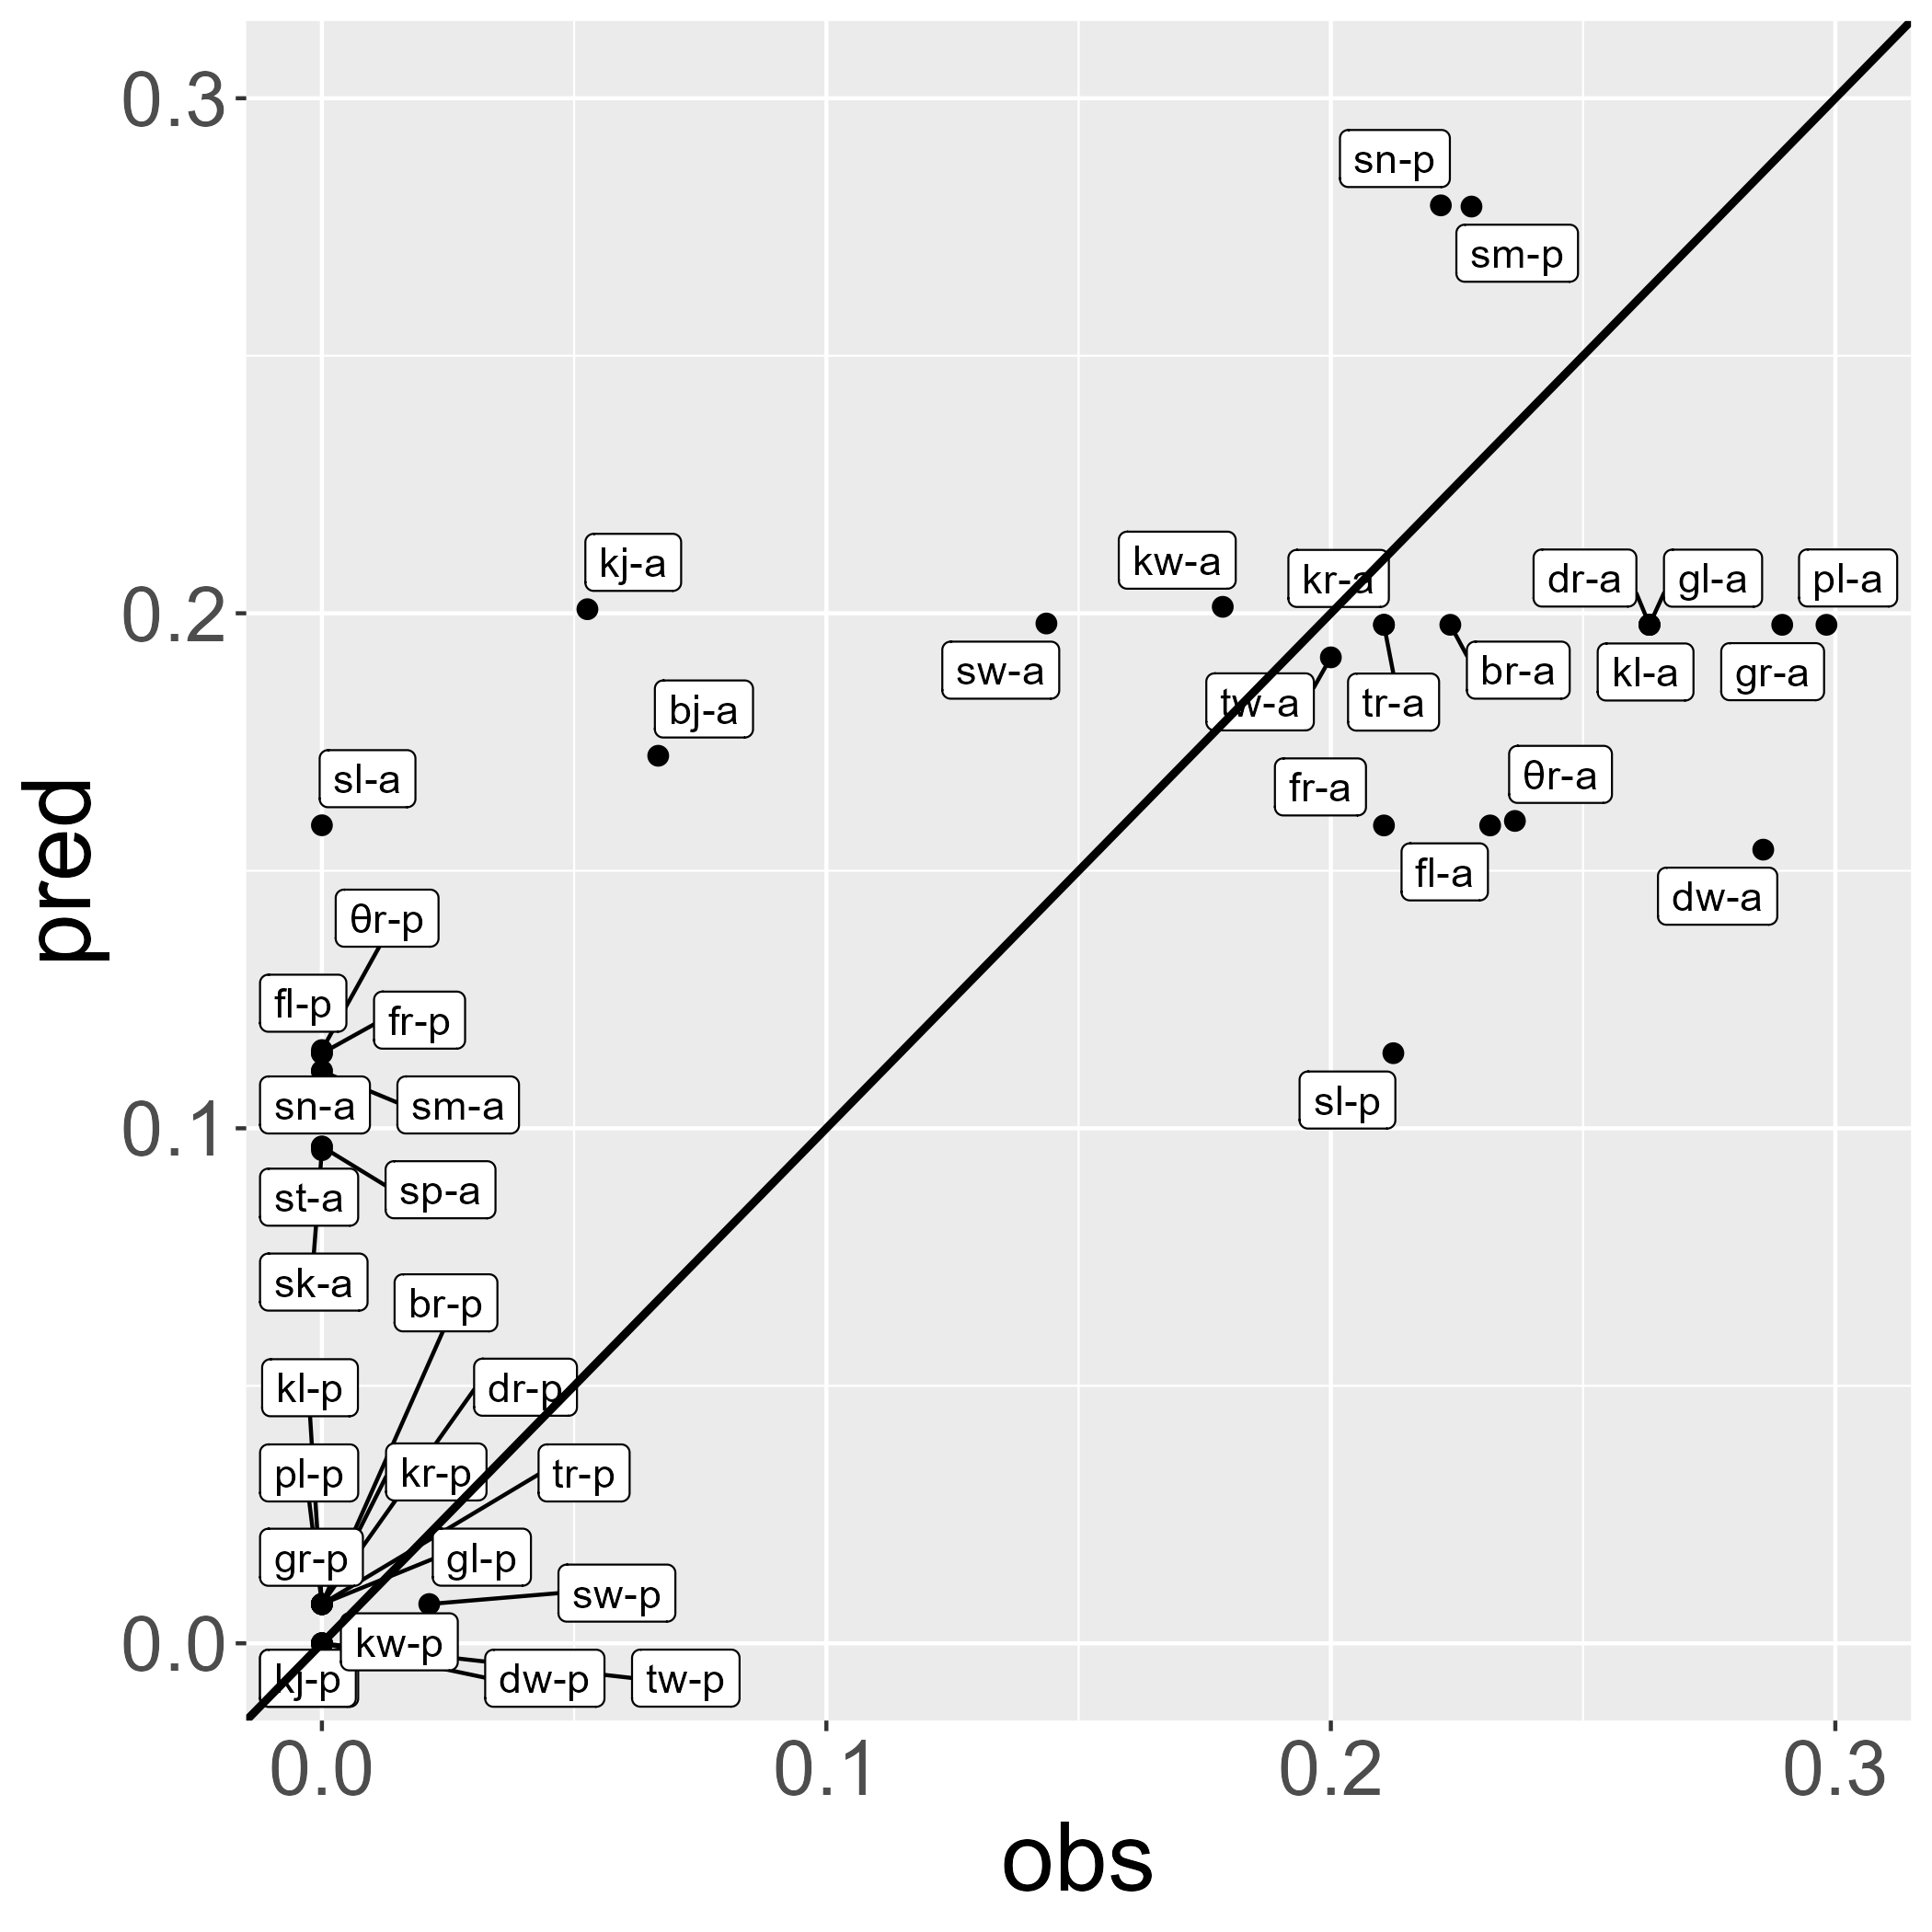 0.3
sn-p
sm-p
kj-a
kw-a
kr-a
dr-a
gl-a
pl-a
0.2
sw-a
br-a
kl-a
gr-a
bj-a
tw-a
tr-a
sl-a
fr-a
θr-a
pred
fl-a
dw-a
θr-p
fl-p
fr-p
sn-a
sm-a
sl-p
0.1
st-a
sp-a
sk-a
br-p
kl-p
dr-p
pl-p
kr-p
tr-p
gr-p
gl-p
sw-p
0.0
kw-p
kj-p
dw-p
tw-p
0.0
0.1
0.2
0.3
obs